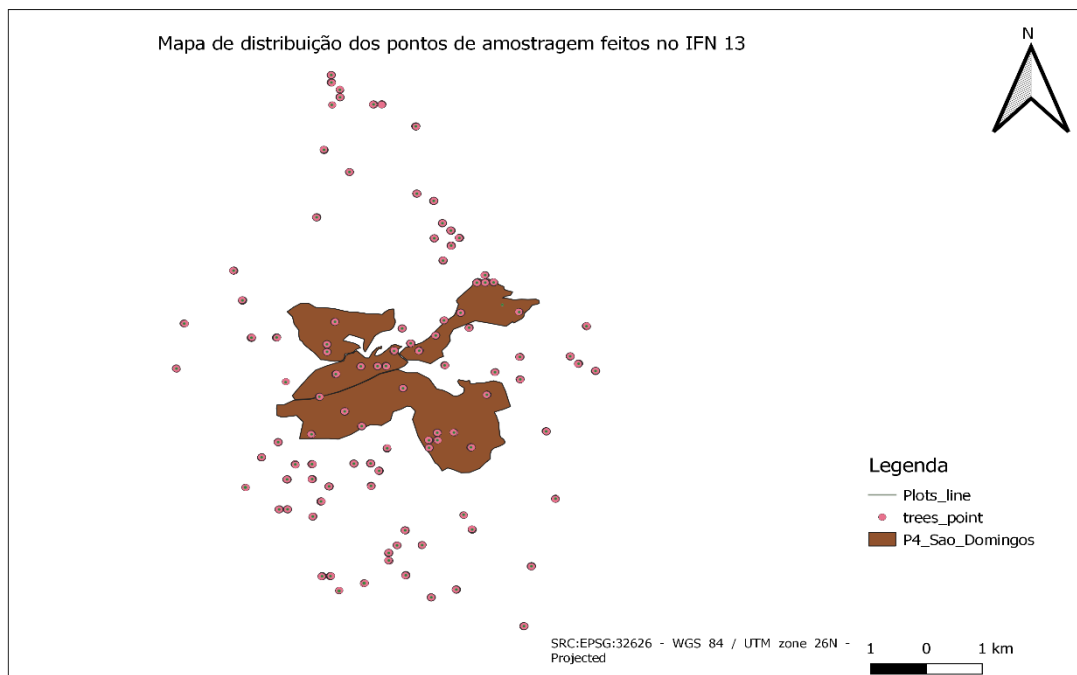 Mapa de distribuição dos pontos de amostragem feitos no IFN 13
N
Legenda
Plots_line
trees_point
P4_Sao_Domingos
SRC:EPSG:32626 - WGS 84 / UTM zone 26N -
Projected
1 0 1 km